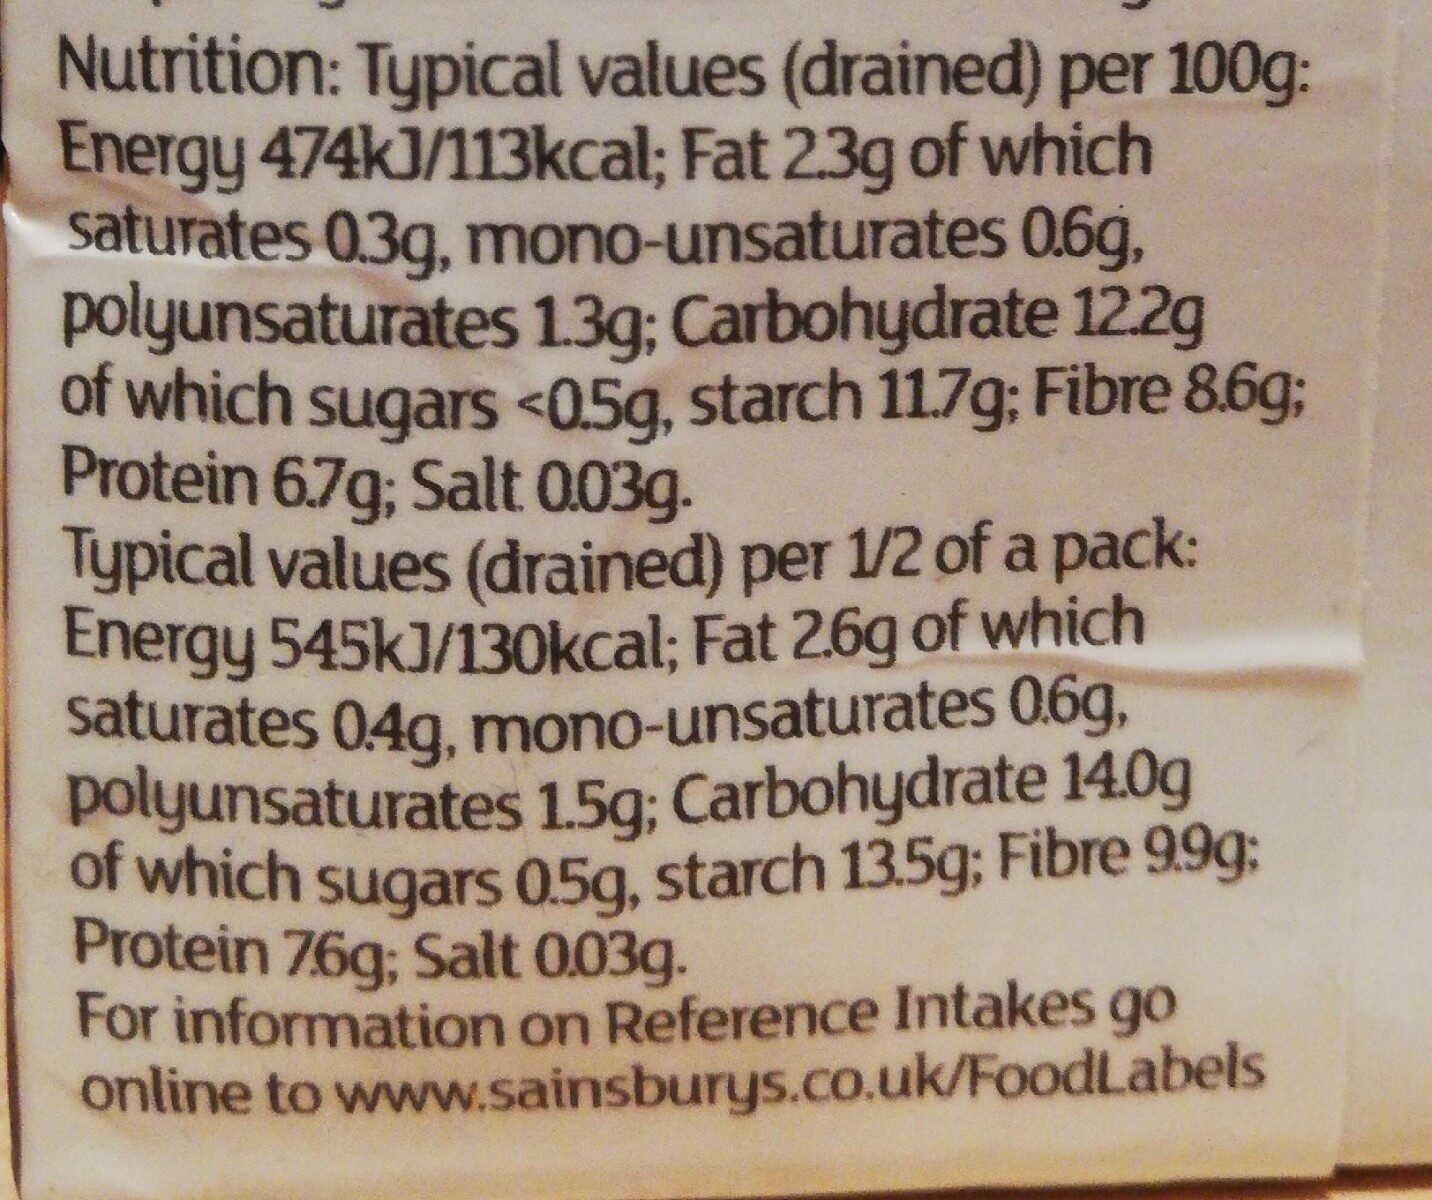 Nutrition: Typical values (drained) per 100g:
Energy 474kJ/113kcal; Fat 2.3g of which
saturates 0.3g, mono-unsaturates 0.6g,
polyunsaturates 1.3g; Carbohydrate 12.2g
of which sugars <0.5g, starch 11.7g; Fibre 8.6g;
Protein 6.7g; Salt 0.03g.
Typical values (drained) per 1/2 of a pack:
Energy 545kJ/130kcal; Fat 2.6g of which
saturates 0.4g, mono-unsaturates 0.6g,
polyunsaturates 1.5g; Carbohydrate 14.0g
of which sugars 0.5g, starch 13.5g; Fibre 9.9g;
Protein 7.6g; Salt 0.03g.
For information on Reference Intakes go
online to www.sainsburys.co.uk/FoodLabels